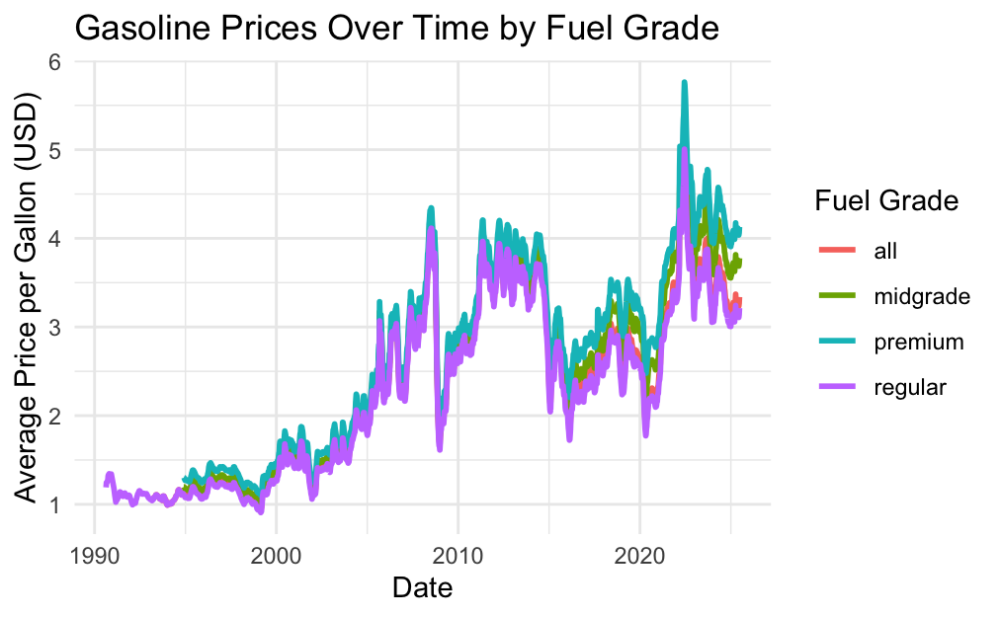 Gasoline Prices Over Time by Fuel Grade
Average Price per Gallon (USD)
6
5
4
3
2
1
1990 2000 2010 2020
Date
Fuel Grade
all
midgrade
premium
regular